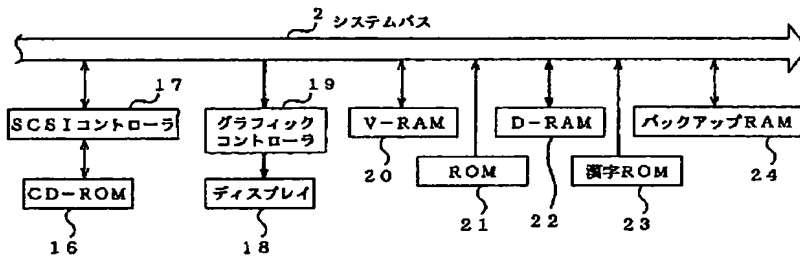 2 システムバス
17
19
SCSIコントローラ
グラフィック
コントローラ
V-RAM
D-RAM
バックアップRAM
20
ROM
22
漢字ROM
24
CD-ROM
ディスプレイ
21
23
16
18